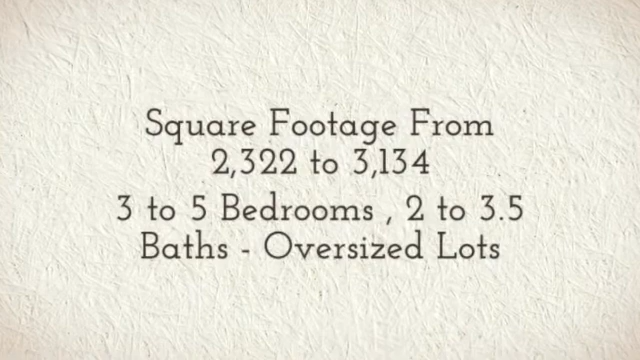 Square Footage From
2,322 to 3,134
3 to 5 Bedrooms , 2 to 3.5
Baths - Oversized Lots